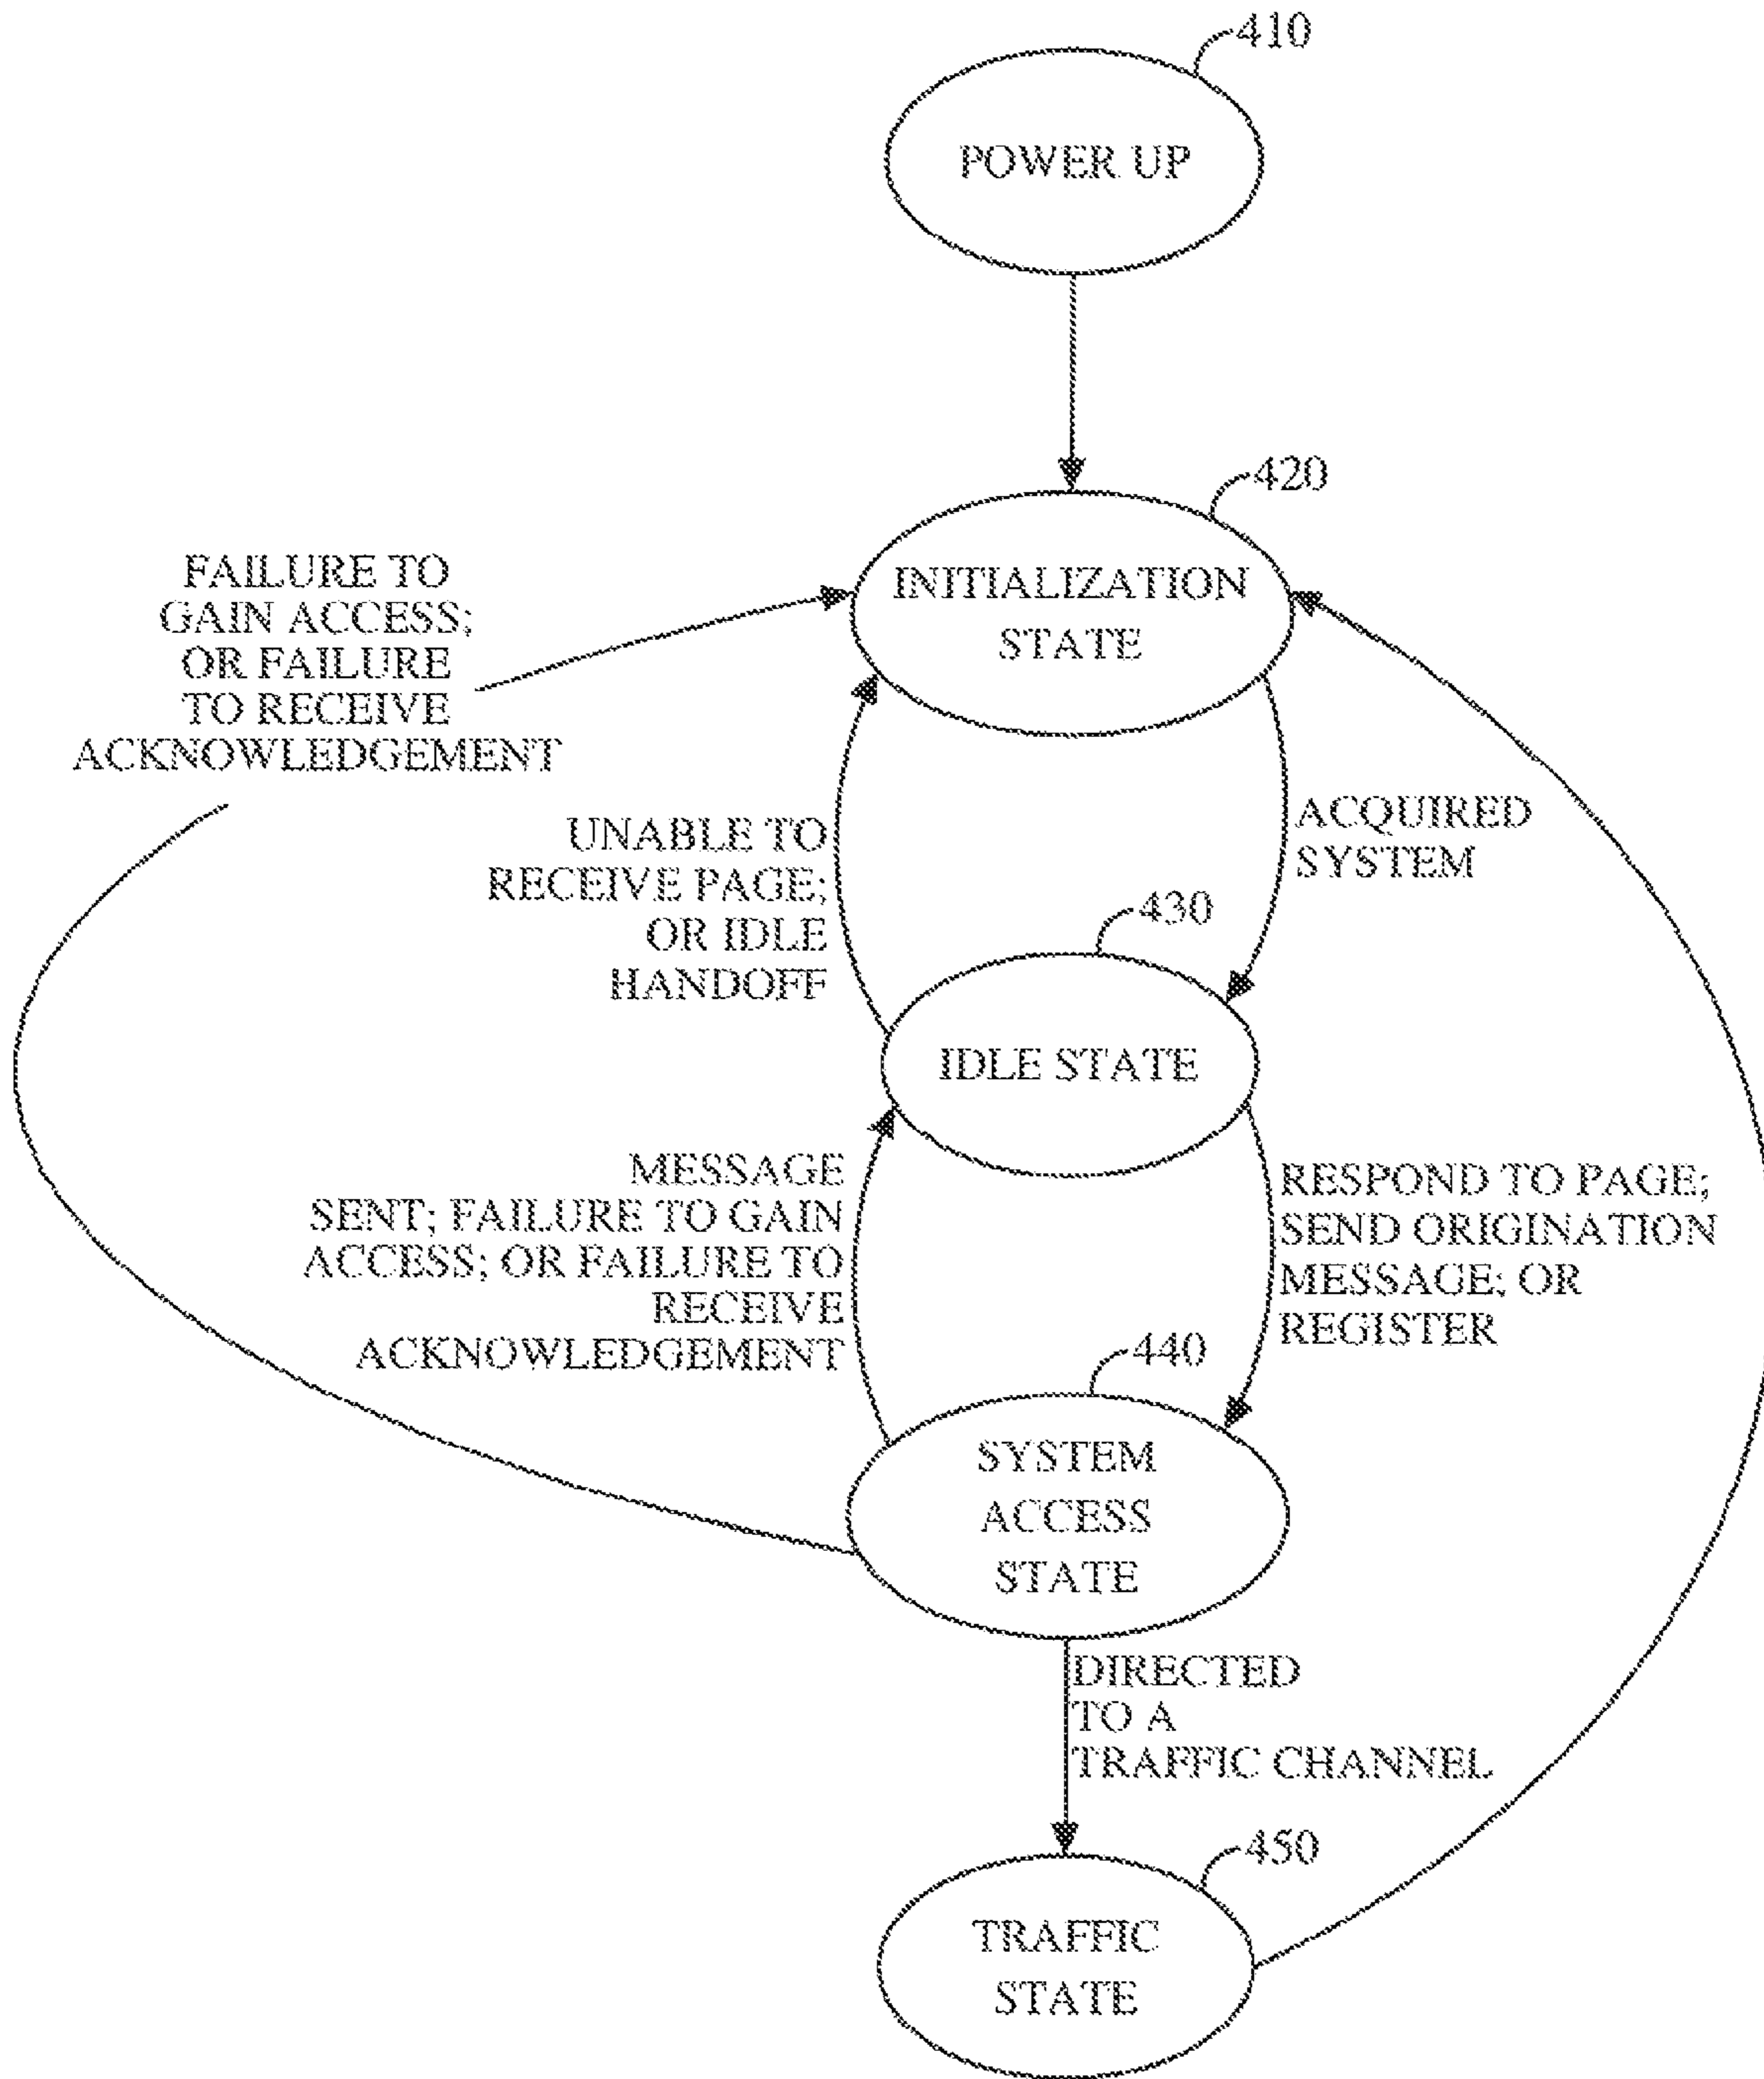 410
POWER UP
420
INITIALIZATION
STATE
FAILURE TO
GAIN ACCESS;
OR FAILURE
TO RECEIVE
ACKNOWLEDGEMENT
UNABLE TO
RECEIVE PAGE;
OR IDLE
HANDOFF
ACQUIRED
SYSTEM
430
IDLE STATE
MESSAGE
SENT; FAILURE TO GAIN
ACCESS; OR FAILURE TO
RECEIVE
ACKNOWLEDGEMENT
RESPOND TO PAGE;
SEND ORIGINATION
MESSAGE; OR
REGISTER
440
SYSTEM
ACCESS
STATE
DIRECTED
TO A
TRAFFIC CHANNEL
450
TRAFFIC
STATE